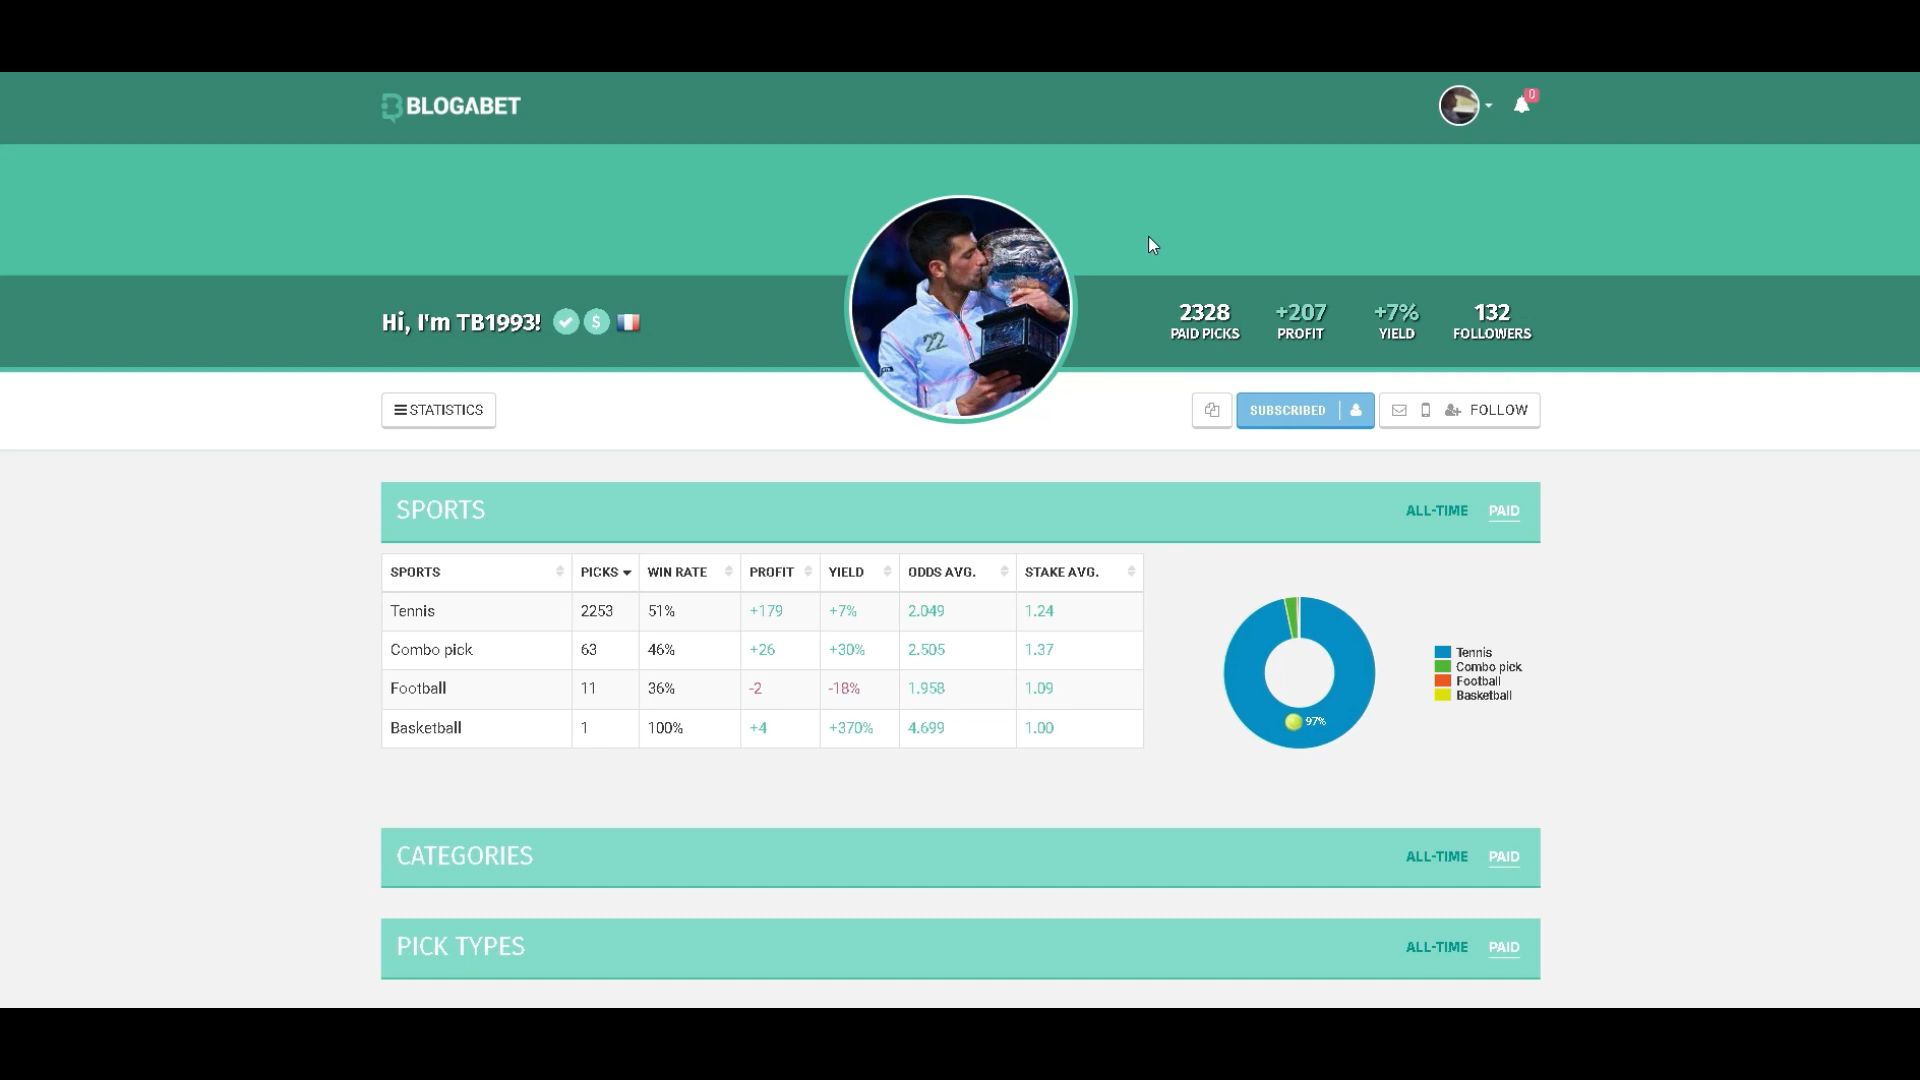 BLOGABET
0
Hi, I'm TB1993!
22
2328 +207 +7% 132
PAID PICKS PROFIT YIELD FOLLOWERS
STATISTICS
SUBSCRIBED
FOLLOW
SPORTS ALL-TIME PAID
SPORTS PICKS WIN RATE PROFIT YIELD ODDS AVG. STAKE AVG.
Tennis 2253 51% +179 +7% 2.049 1.24
Combo pick 63 46% +26 +30% 2.505 1.37
Football 11 36% -2 -18% 1.958 1.09
Basketball 1 100% +4 +370% 4.699 1.00
97%
Tennis
Combo pick
Football
Basketball
CATEGORIES ALL-TIME PAID
PICK TYPES ALL-TIME PAID